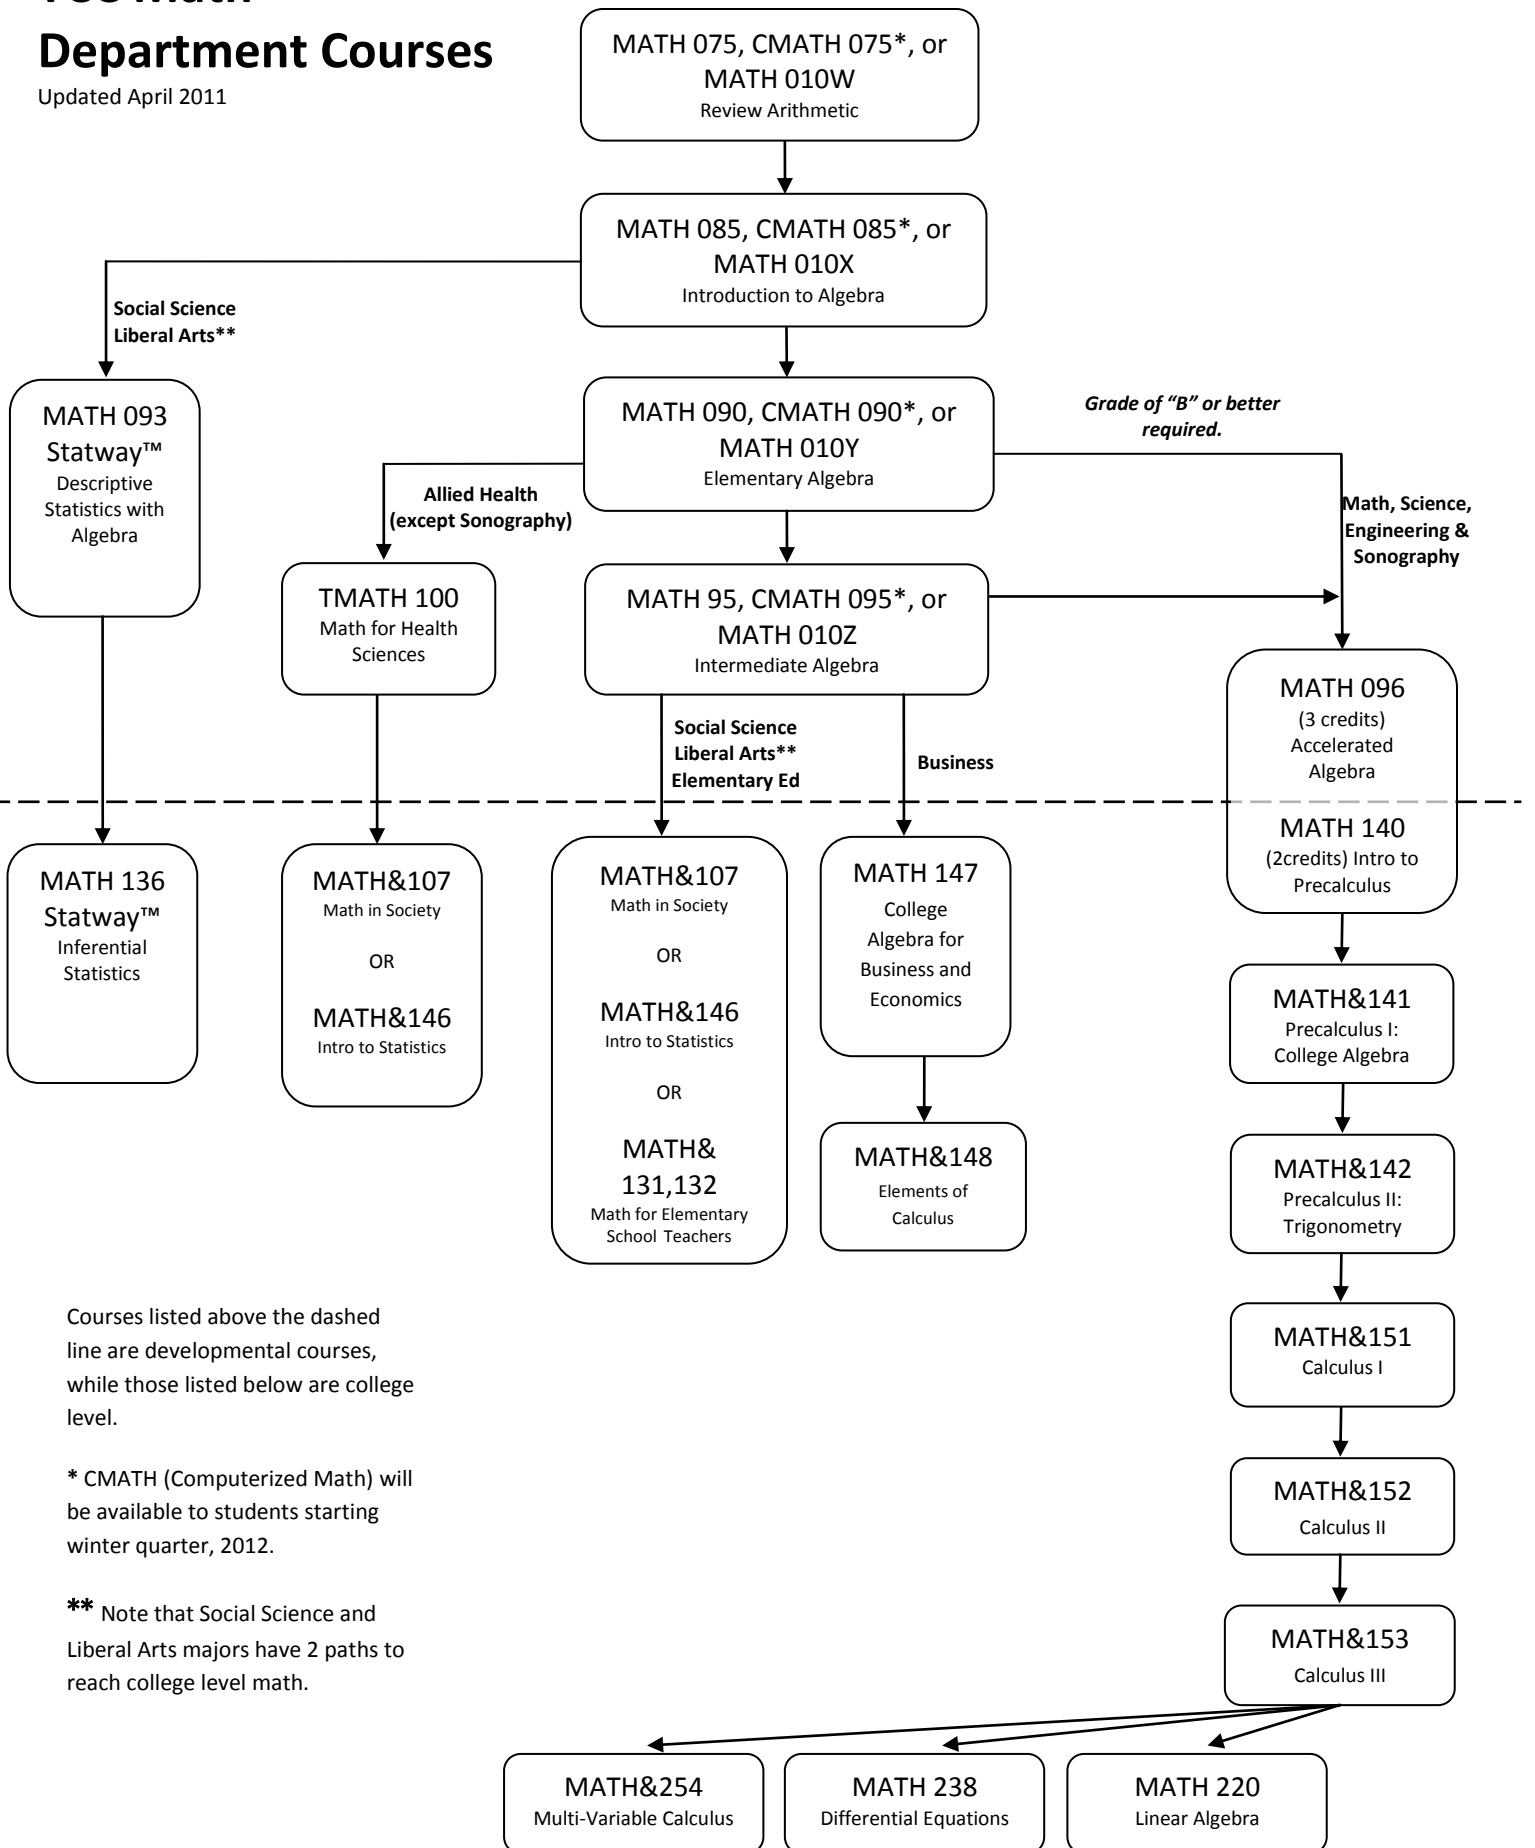 Department Courses
Updated April 2011
MATH 075, CMATH 075*, or
MATH 010W
Review Arithmetic
MATH 085, CMATH 085*, or
MATH 010X
Introduction to Algebra
Social Science
Liberal Arts**
MATH 093
Statway™
Descriptive
Statistics with
Algebra
MATH 090, CMATH 090*, or
MATH 010Y
Elementary Algebra
Grade of “B” or better
required.
Allied Health
(except Sonography)
Math, Science,
Engineering &
Sonography
TMATH 100
Math for Health
Sciences
MATH 95, CMATH 095*, or
MATH 010Z
Intermediate Algebra
MATH 096
(3 credits)
Accelerated
Algebra
Social Science
Liberal Arts**
Elementary Ed
Business
MATH 140
(2credits) Intro to
Precalculus
MATH 136
Statway™
Inferential
Statistics
MATH&107
Math in Society
OR
MATH&146
Intro to Statistics
MATH&107
Math in Society
OR
MATH&146
Intro to Statistics
OR
MATH&
131,132
Math for Elementary
School Teachers
MATH 147
College
Algebra for
Business and
Economics
MATH&148
Elements of
Calculus
MATH&141
Precalculus I:
College Algebra
MATH&142
Precalculus II:
Trigonometry
MATH&151
Calculus I
MATH&152
Calculus II
MATH&153
Calculus III
Courses listed above the dashed
line are developmental courses,
while those listed below are college
level.
* CMATH (Computerized Math) will
be available to students starting
winter quarter, 2012.
** Note that Social Science and
Liberal Arts majors have 2 paths to
reach college level math.
MATH&254
Multi-Variable Calculus
MATH 238
Differential Equations
MATH 220
Linear Algebra